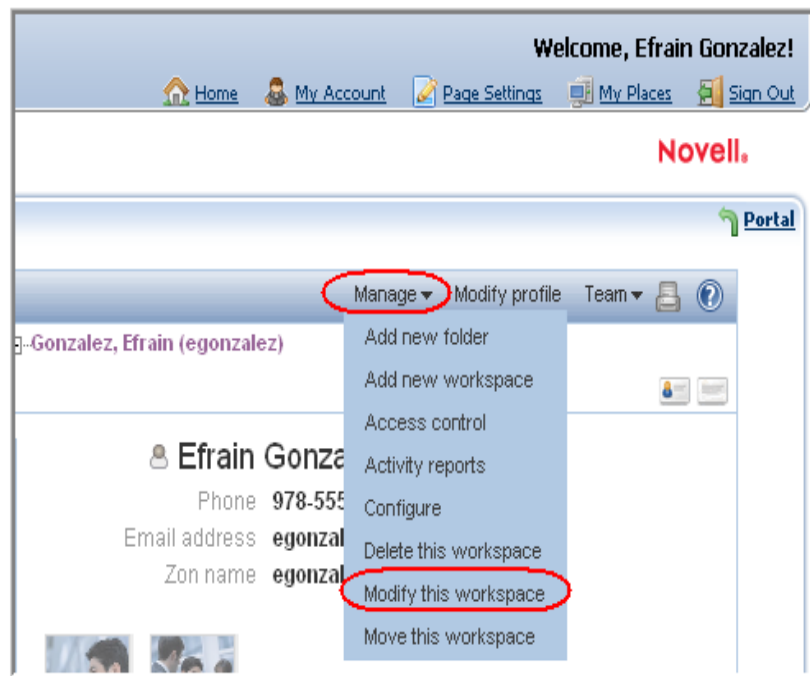 Welcome, Efrain Gonzalez!
Home My Account Page Settings My Places Sign Out
Novell®
Portal
Manage Modify profile Team
Gonzalez, Efrain (egonzalez)
Add new folder
Add new workspace
Access control
Activity reports
Configure
Delete this workspace
Modify this workspace
Move this workspace
Efrain Gonza
Phone 978-555
Email address egonzal
Zon name egonzal